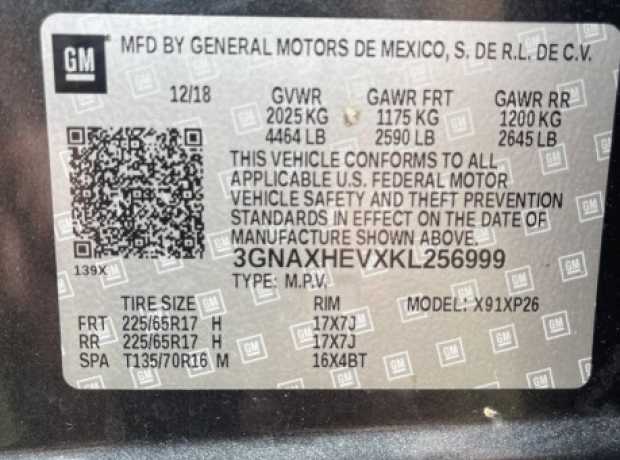 GM MFD BY GENERAL MOTORS DE MEXICO, S. DE R.L. DE C.V.
12/18 GVWR GAWR FRT GAWR RR
2025 KG 1175 KG 1200 KG
4464 LB 2590 LB 2645 LB
THIS VEHICLE CONFORMS TO ALL
APPLICABLE U.S. FEDERAL MOTOR
VEHICLE SAFETY AND THEFT PREVENTION
STANDARDS IN EFFECT ON THE DATE OF
MANUFACTURE SHOWN ABOVE.
139X 3GNAXHEVXKL256999
TYPE: M.P.V.
TIRE SIZE RIM MODEL: X91XP26
FRT 225/65R17 H 17X7J
RR 225/65R17 H 17X7J
SPA T135/70R16 M 16X4BT